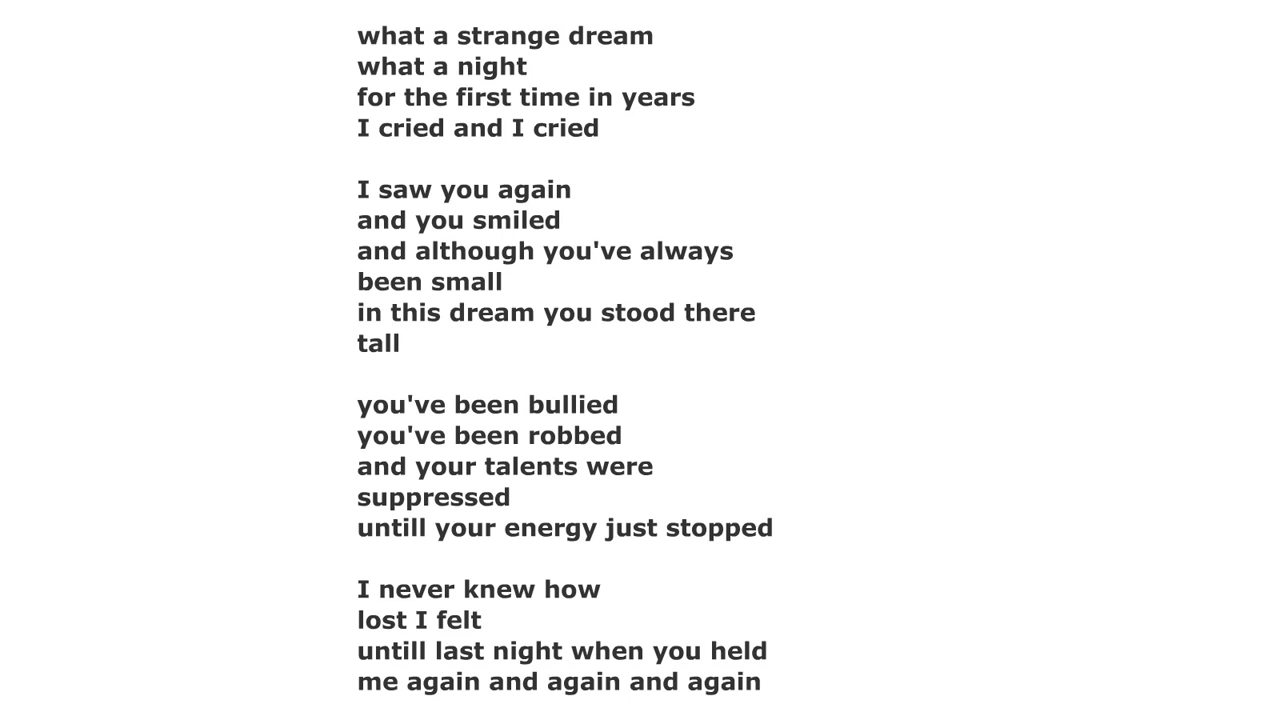 what a strange dream
what a night
for the first time in years
I cried and I cried
I saw you again
and you smiled
and although you've always
been small
in this dream you stood there
tall
you've been bullied
you've been robbed
and your talents were
suppressed
untill your energy just stopped
I never knew how
lost I felt
untill last night when you held
me again and again and again